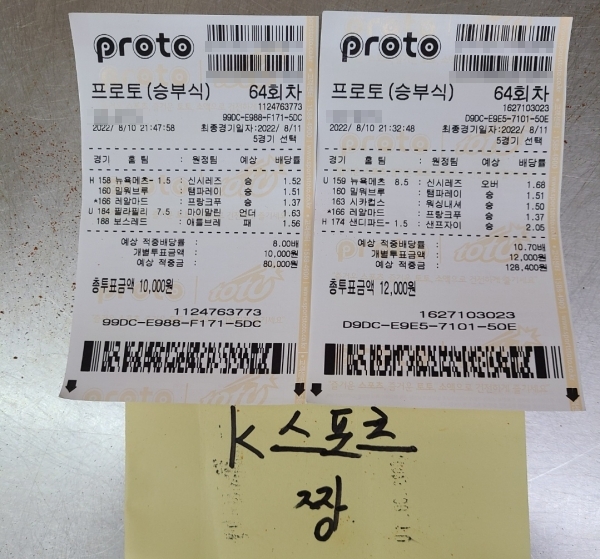 proto
프로토(승부식) 64회차
1124763773
99DC-E988-F171-5DC
2022/ 8/10 21:47:58 최종경기일자:2022/ 8/11
5경기 선택
경기 홈 팀 : 원정팀 예상 배당률
H 158 뉴욕메츠 - 1.5 : 신시레즈 승 1.52
160 밀워브루 : 탬파레이 승 1.51
*166 레알마드 : 프랑크푸 승 1.37
U 184 필라필리 7.5 : 마이말린 언더 1.63
188 보스레드 : 애틀브레 패 1.56
예상 적중배당률 : 8.00배
개별투표금액 : 10,000원
예상 적중금 : 80,000원
총투표금액 10,000원
1124763773
99DC-E988-F171-5DC
proto
프로토(승부식) 64회차
1627103023
D9DC-E9E5-7101-50E
2022/ 8/10 21:32:48 최종경기일자:2022/ 8/11
5경기 선택
경기 홈 팀 : 원정팀 예상 배당률
U 159 뉴욕메츠 8.5 : 신시레즈 오버 1.68
160 밀워브루 : 탬파레이 승 1.51
163 시카컵스 : 워싱내셔 승 1.50
*166 레알마드 : 프랑크푸 승 1.37
H 174 샌디파드 - 1.5 : 샌프자이 승 2.05
예상 적중배당률 : 10.70배
개별투표금액 : 12,000원
예상 적중금 : 128,400원
총투표금액 12,000원
1627103023
D9DC-E9E5-7101-50E
K스포츠
짱